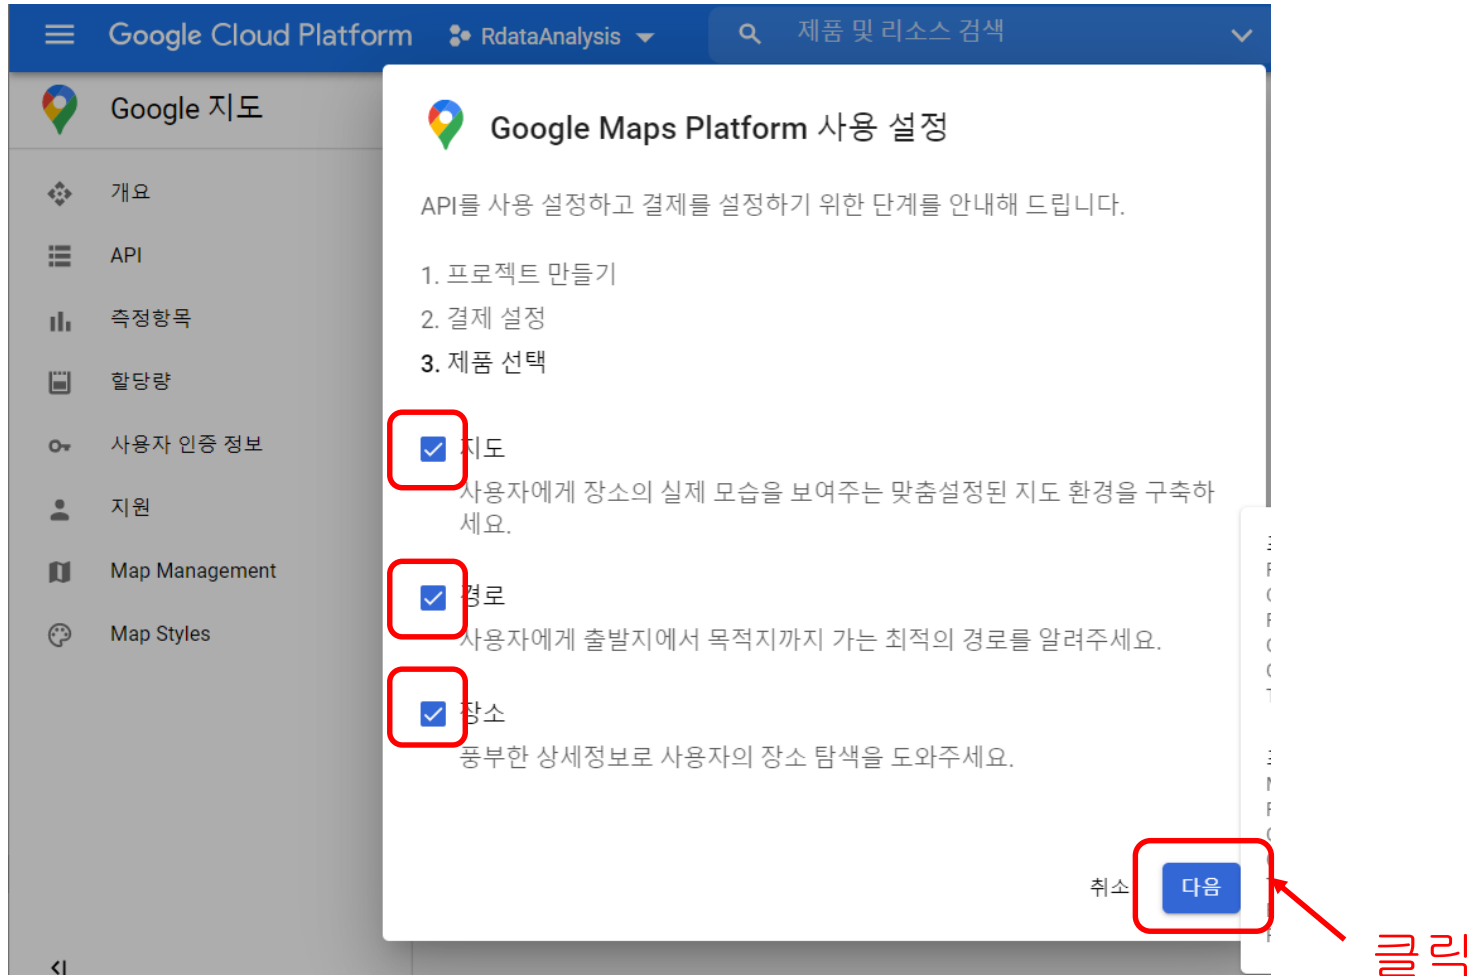 Google Cloud Platform
RdataAnalysis
제품 및 리소스 검색
Google 지도
개요
API
측정항목
할당량
사용자 인증 정보
지원
Map Management
Map Styles
Google Maps Platform 사용 설정
API를 사용 설정하고 결제를 설정하기 위한 단계를 안내해 드립니다.
1. 프로젝트 만들기
2. 결제 설정
3. 제품 선택
지도
사용자에게 장소의 실제 모습을 보여주는 맞춤설정된 지도 환경을 구축하
세요.
경로
사용자에게 출발지에서 목적지까지 가는 최적의 경로를 알려주세요.
장소
풍부한 상세정보로 사용자의 장소 탐색을 도와주세요.
취소
다음
클릭